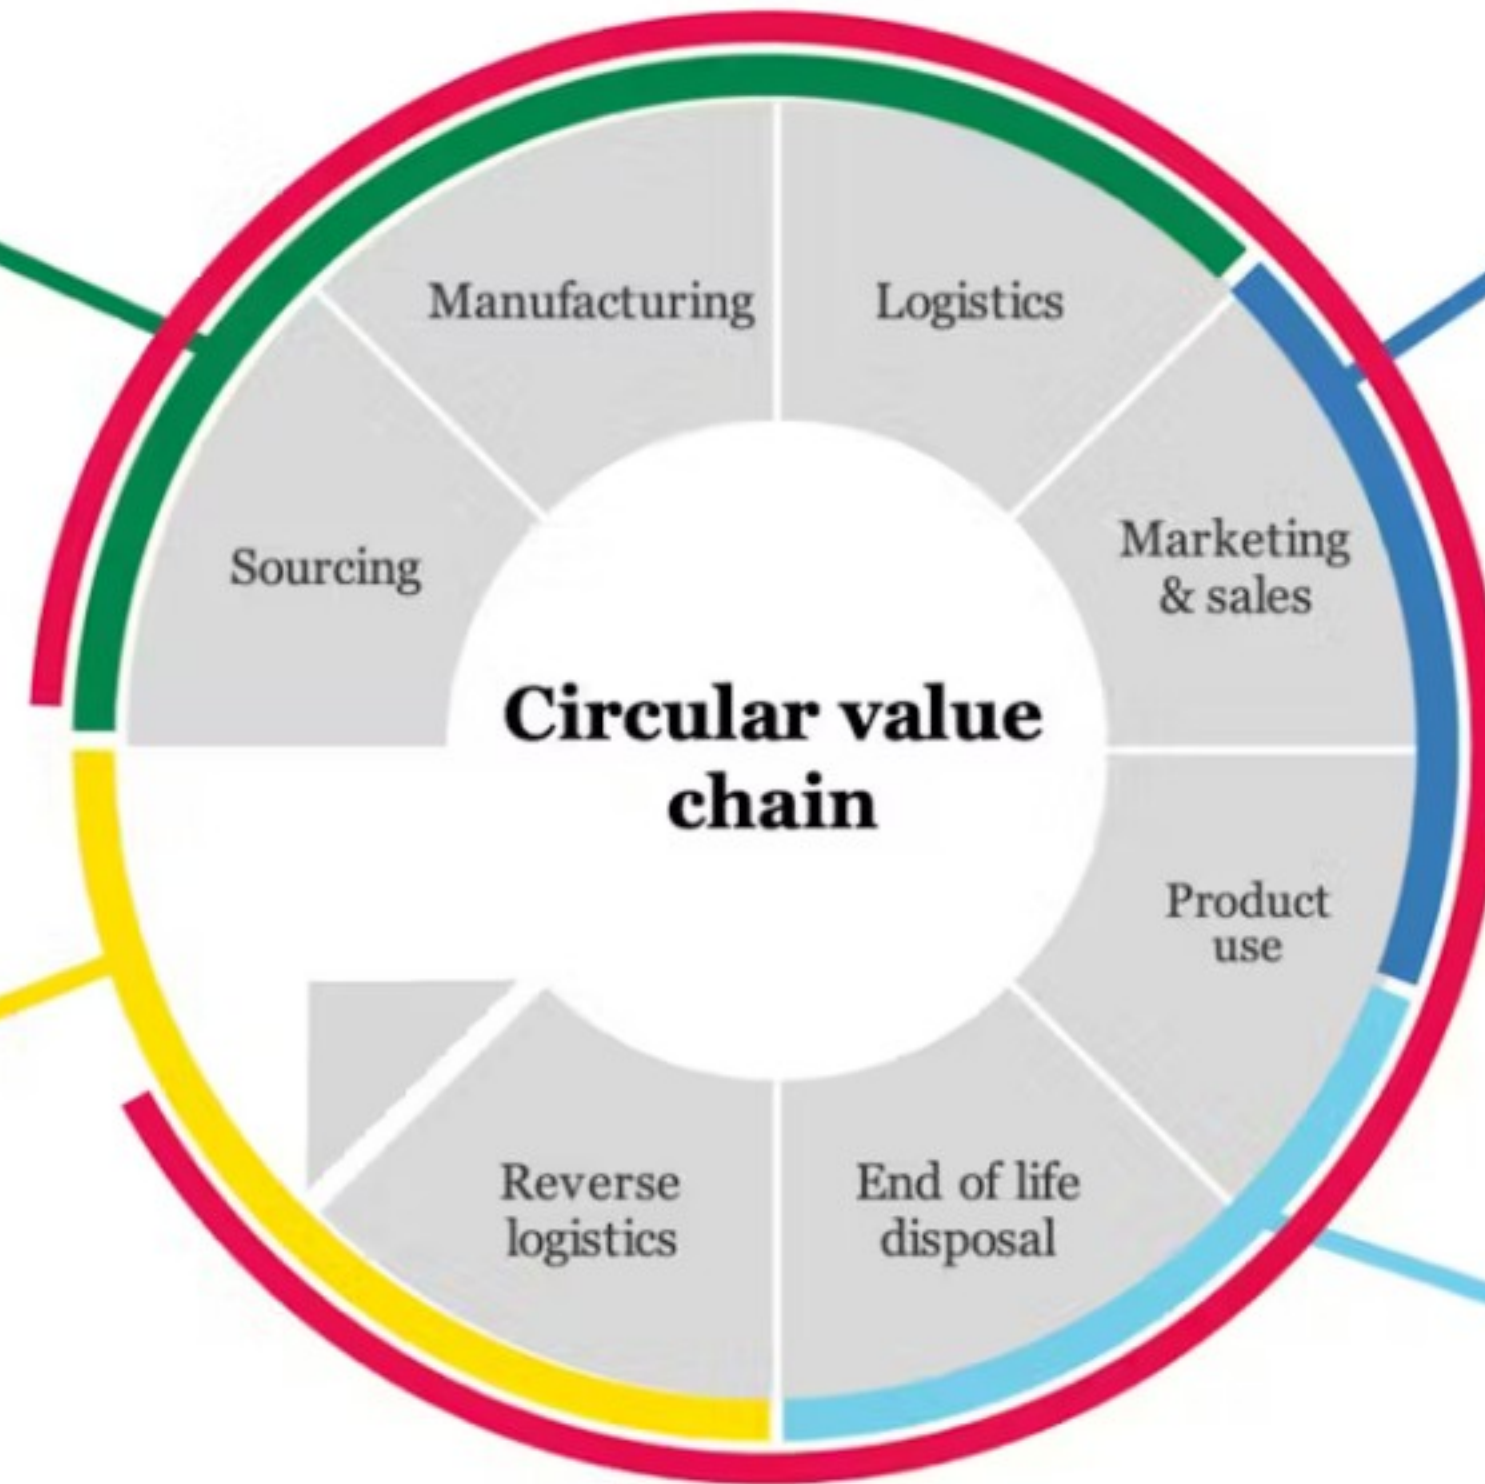 Manufacturing
Logistics
Sourcing
Marketing
& sales
Circular value
chain
Product
use
Reverse
logistics
End of life
disposal